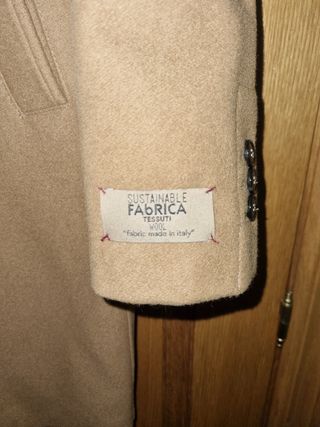 SUSTAINABLE
FAbRICA
TESSUTI
WOOL
"fabric made in italy"